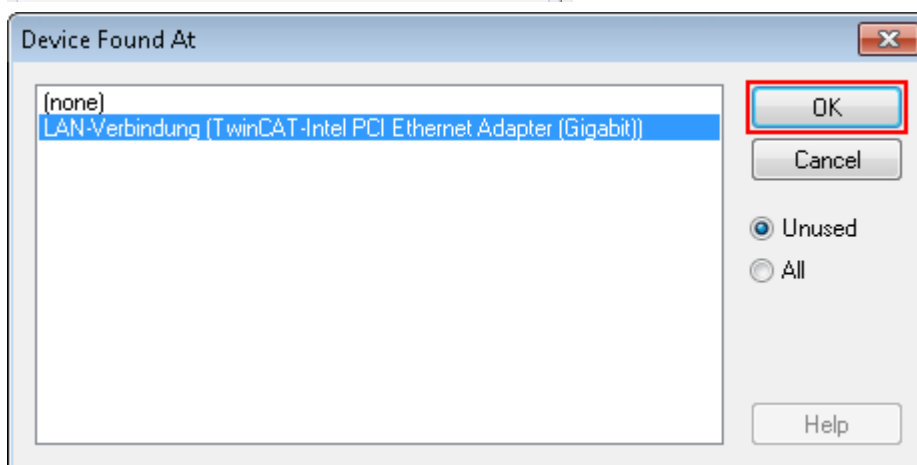 Device Found At
(none)
LAN-Verbindung (TwinCAT-Intel PCI Ethernet Adapter (Gigabit))
OK
Cancel
Unused
All
Help